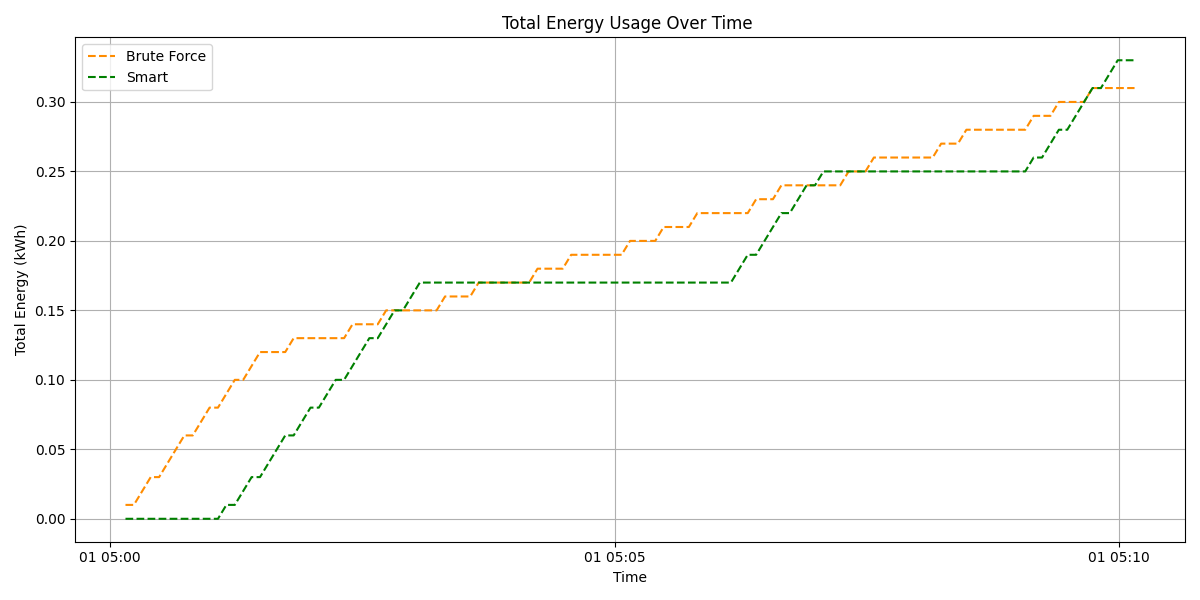 Total Energy Usage Over Time
Brute Force
Smart
Total Energy (kWh)
0.30
0.25
0.20
0.15
0.10
0.05
0.00
01 05:00
01 05:05
01 05:10
Time